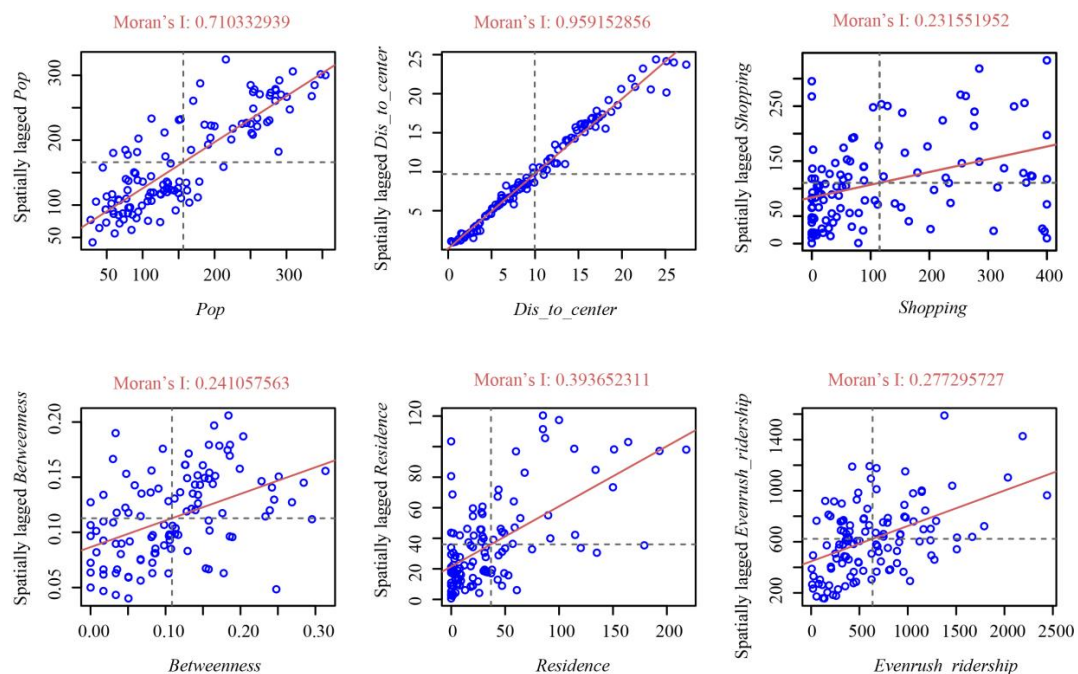 Moran's I: 0.710332939
Spatially lagged Pop
50 100 200 300
50 100 200 300
Pop
Moran's I: 0.959152856
Spatially lagged Dis_to_center
5 10 15 20 25
0 5 10 15 20 25
Dis_to_center
Moran's I: 0.231551952
Spatially lagged Shopping
0 50 150 250
0 100 200 300 400
Shopping
Moran's I: 0.241057563
Spatially lagged Betweenness
0.05 0.10 0.15 0.20
0.00 0.10 0.20 0.30
Betweenness
Moran's I: 0.393652311
Spatially lagged Residence
0 20 40 60 80 120
0 50 100 150 200
Residence
Moran's I: 0.277295727
Spatially lagged Evenrush_ridership
200 600 1000 1400
0 500 1000 1500 2000 2500
Evenrush_ridership